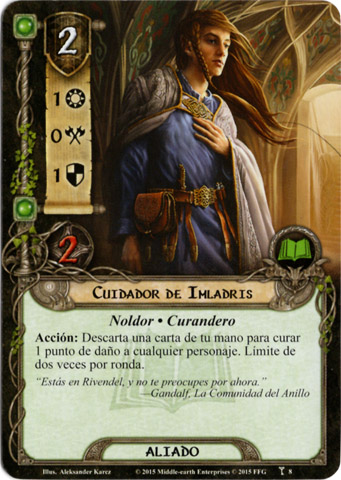 2
1
0
1
2
Cuidador de Imladris
Noldor • Curandero
Acción: Descarta una carta de tu mano para curar
1 punto de daño a cualquier personaje. Límite de
dos veces por ronda.
“Estás en Rivendel, y no te preocupes por ahora.”
—Gandalf, La Comunidad del Anillo
ALIADO
Illus. Aleksander Karcz © 2015 Middle-earth Enterprises © 2015 FFG 8